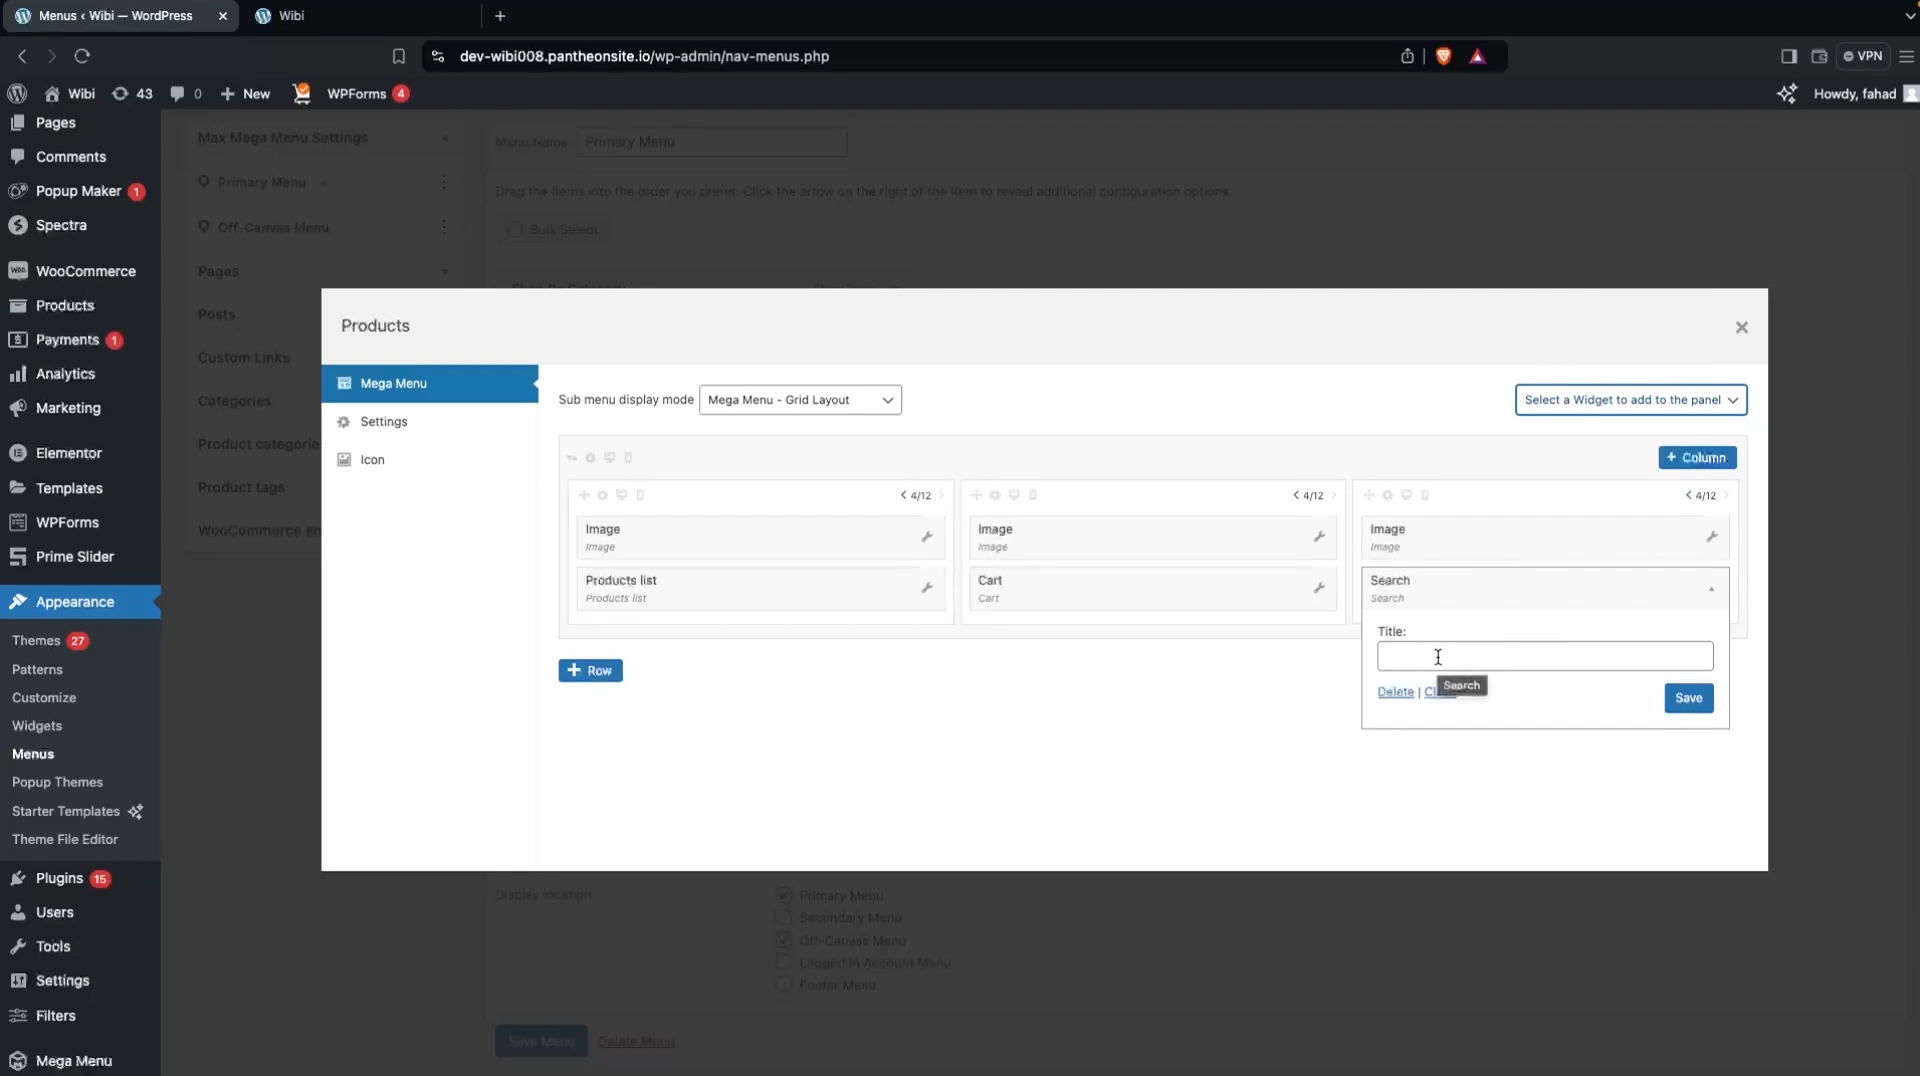 Menus ‹ Wibi — WordPress
Wibi
dev-wibi008.pantheonsite.io/wp-admin/nav-menus.php
VPN
Wibi
43
0
New
WPForms 4
Howdy, fahad
Pages
Comments
Popup Maker 1
Spectra
WooCommerce
Products
Payments 1
Analytics
Marketing
Elementor
Templates
WPForms
Prime Slider
Appearance
Themes 27
Patterns
Customize
Widgets
Menus
Popup Themes
Starter Templates
Theme File Editor
Plugins 15
Users
Tools
Settings
Filters
Mega Menu
Max Mega Menu Settings
Primary Menu
Off-Canvas Menu
Pages
Posts
Custom Links
Categories
Product categorie
Product tags
WooCommerce en
Menu Name
Primary Menu
Drag the items into the order you prefer. Click the arrow on the right of the item to reveal additional configuration options.
Bulk Select
Products
Mega Menu
Settings
Icon
Sub menu display mode
Mega Menu - Grid Layout
Select a Widget to add to the panel
+ Column
4/12
4/12
4/12
Image
Image
Image
Image
Image
Image
Products list
Products list
Cart
Cart
Search
Search
Title:
Delete | Cl
Search
Save
+ Row
Display location
Primary Menu
Secondary Menu
Off-Canvas Menu
Logged In Account Menu
Footer Menu
Save Menu
Delete Menu